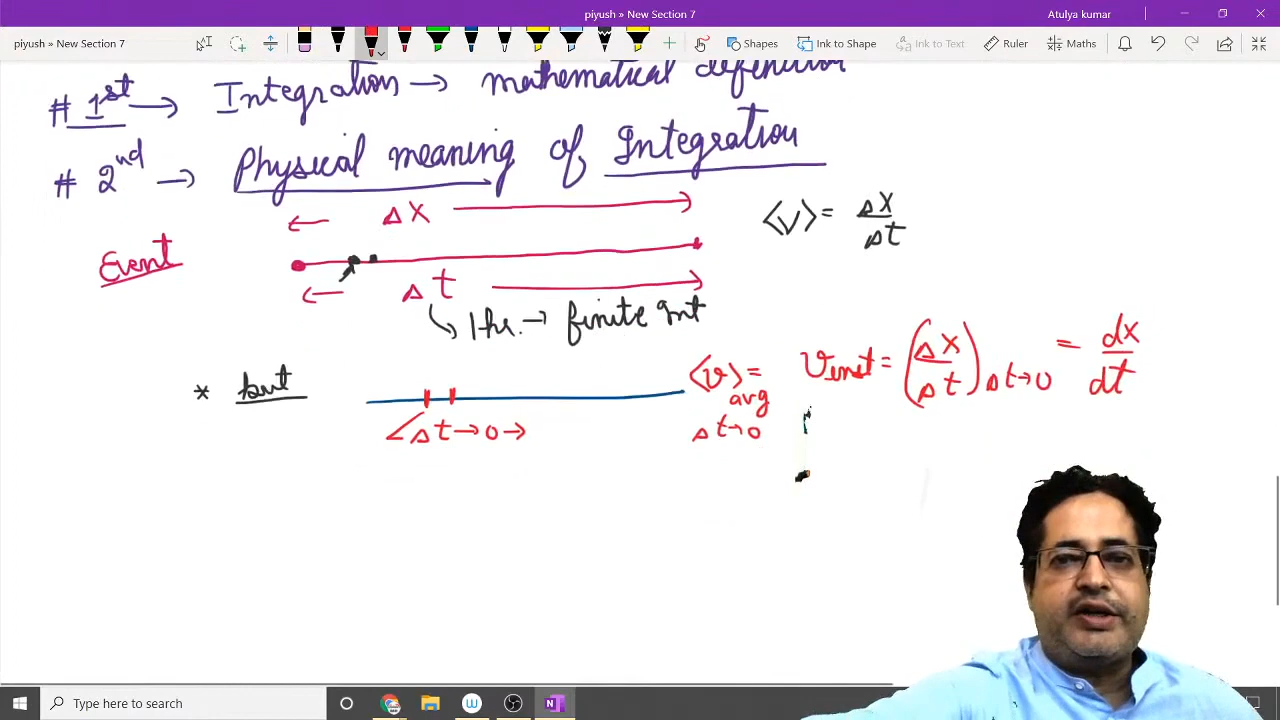 piyush » New Section 7
Atulya kumar
piyush » New Section 7
Shapes
Ink to Shape
Ink to Text
Ruler
Maths
# 1st → Integration → mathematical definition
# 2nd → Physical meaning of Integration
← Δx →
<v> = Δx/Δt
Event
← Δt →
↳ 1hr. → finite Int
* but
<v> avg =
Δt→0
Vinst = (Δx/Δt) Δt→0 = dx/dt
∠Δt→0→
Type here to search